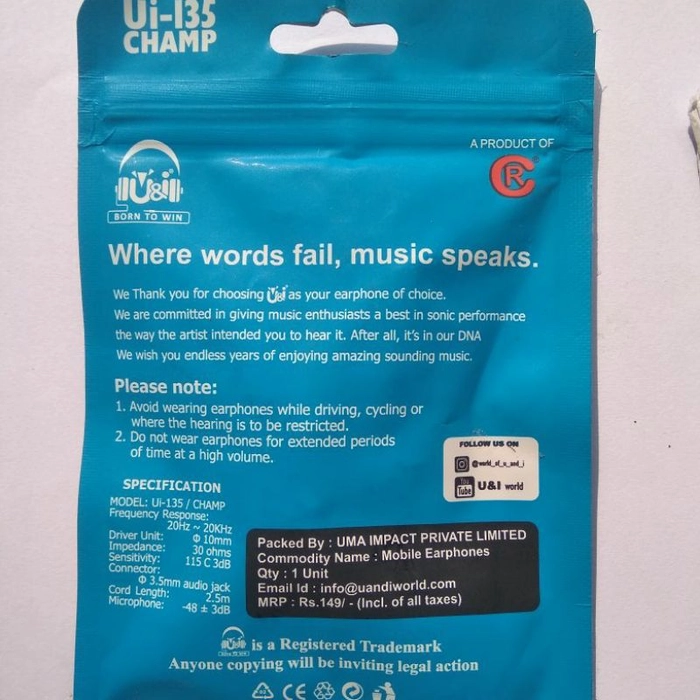 Ui-135
CHAMP
A PRODUCT OF
CR
U&i
BORN TO WIN
Where words fail, music speaks.
We Thank you for choosing U&i as your earphone of choice.
We are committed in giving music enthusiasts a best in sonic performance
the way the artist intended you to hear it. After all, it's in our DNA
We wish you endless years of enjoying amazing sounding music.
Please note:
1. Avoid wearing earphones while driving, cycling or
where the hearing is to be restricted.
2. Do not wear earphones for extended periods
of time at a high volume.
FOLLOW US ON
@world_of_u_and_i
You Tube U&I world
SPECIFICATION
MODEL: Ui-135 / CHAMP
Frequency Response:
20Hz ~ 20KHz
Driver Unit: Φ 10mm
Impedance: 30 ohms
Sensitivity: 115 C 3dB
Connector:
Φ 3.5mm audio jack
Cord Length: 2.5m
Microphone: -48 ± 3dB
Packed By : UMA IMPACT PRIVATE LIMITED
Commodity Name : Mobile Earphones
Qty : 1 Unit
Email Id : info@uandiworld.com
MRP : Rs.149/- (Incl. of all taxes)
U&i is a Registered Trademark
Anyone copying will be inviting legal action
CE